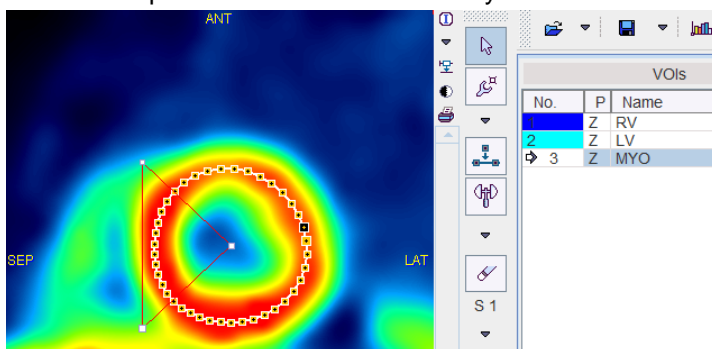 ANT
SEP
LAT
S 1
VOIs
No. P Name
1 Z RV
2 Z LV
3 Z MYO